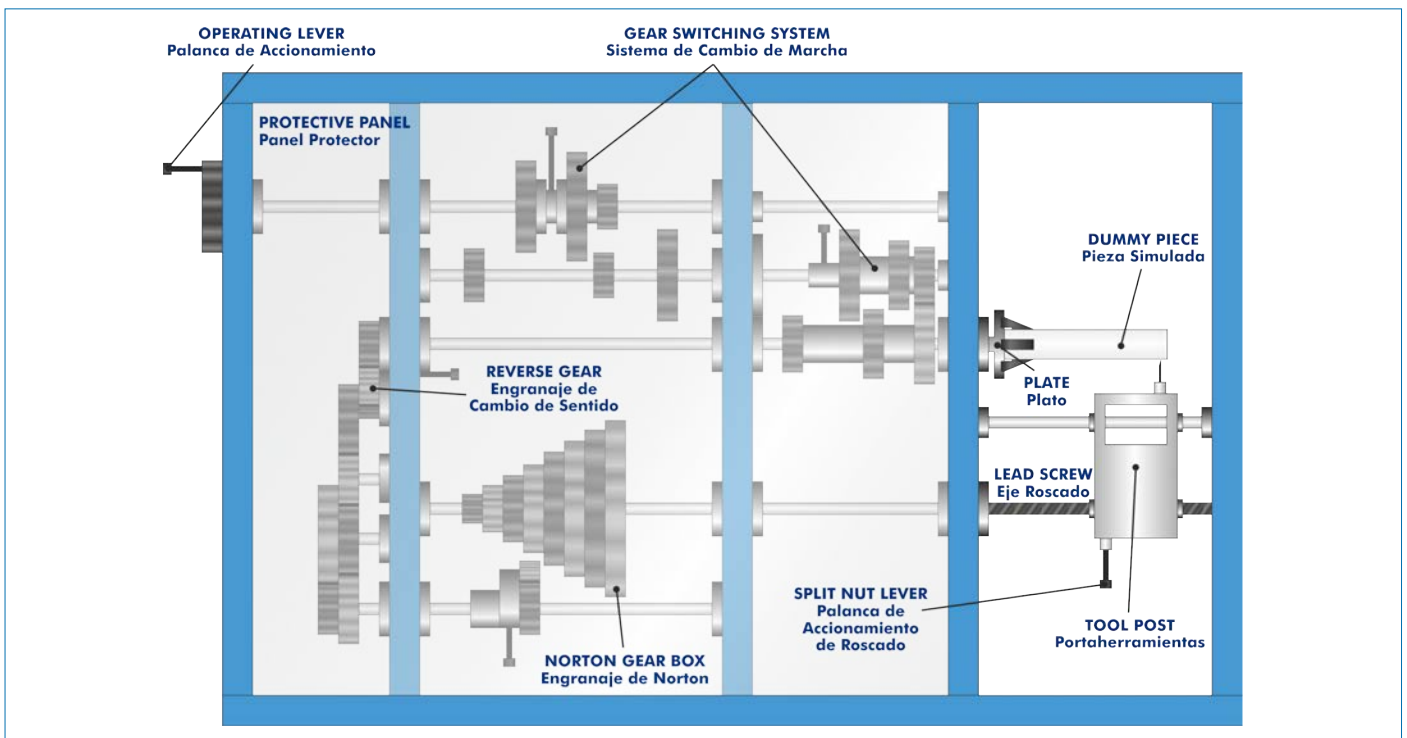 OPERATING LEVER
Palanca de Accionamiento
GEAR SWITCHING SYSTEM
Sistema de Cambio de Marcha
PROTECTIVE PANEL
Panel Protector
DUMMY PIECE
Pieza Simulada
REVERSE GEAR
Engranaje de
Cambio de Sentido
PLATE
Plato
LEAD SCREW
Eje Roscado
SPLIT NUT LEVER
Palanca de
Accionamiento
de Roscado
TOOL POST
Portaherramientas
NORTON GEAR BOX
Engranaje de Norton